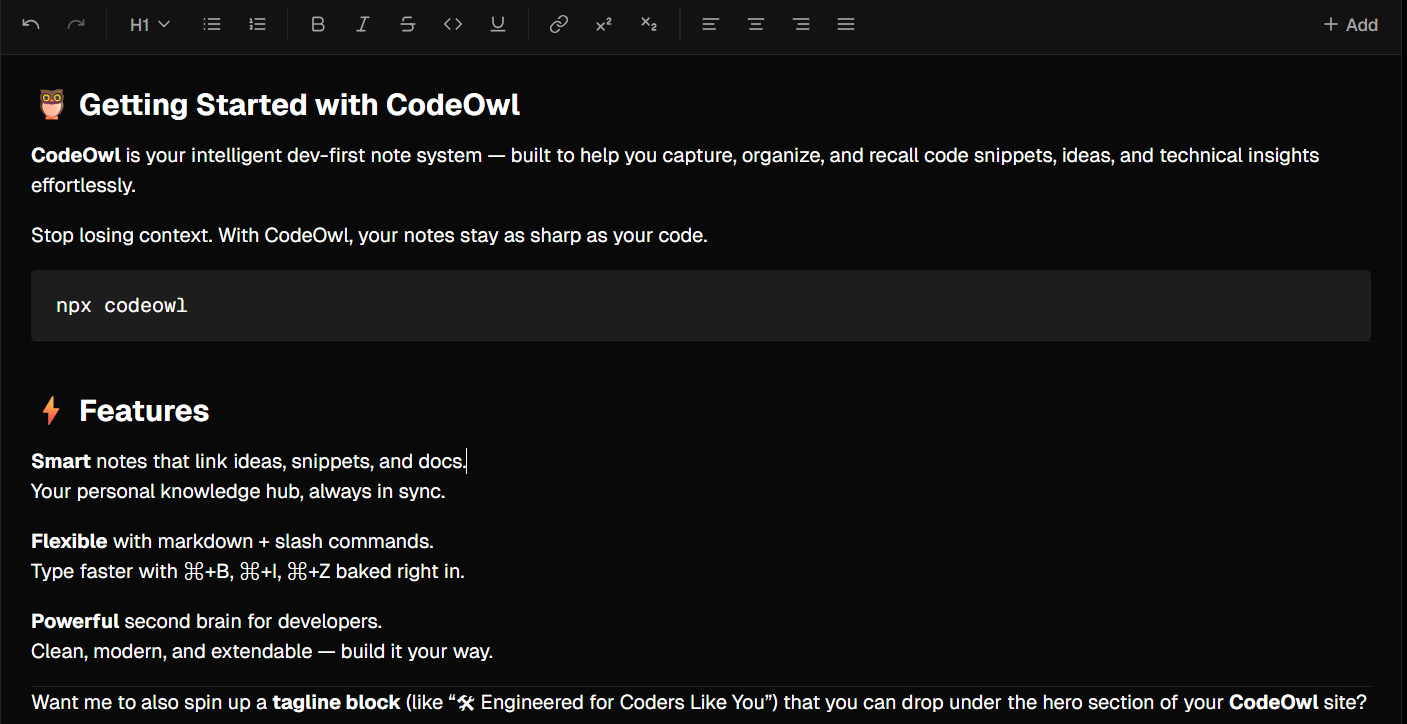 H1 B I S <> U x² x₂ + Add
🦉 Getting Started with CodeOwl
CodeOwl is your intelligent dev-first note system — built to help you capture, organize, and recall code snippets, ideas, and technical insights
effortlessly.
Stop losing context. With CodeOwl, your notes stay as sharp as your code.
npx codeowl
⚡ Features
Smart notes that link ideas, snippets, and docs.
Your personal knowledge hub, always in sync.
Flexible with markdown + slash commands.
Type faster with ⌘+B, ⌘+I, ⌘+Z baked right in.
Powerful second brain for developers.
Clean, modern, and extendable — build it your way.
Want me to also spin up a tagline block (like “🛠 Engineered for Coders Like You”) that you can drop under the hero section of your CodeOwl site?